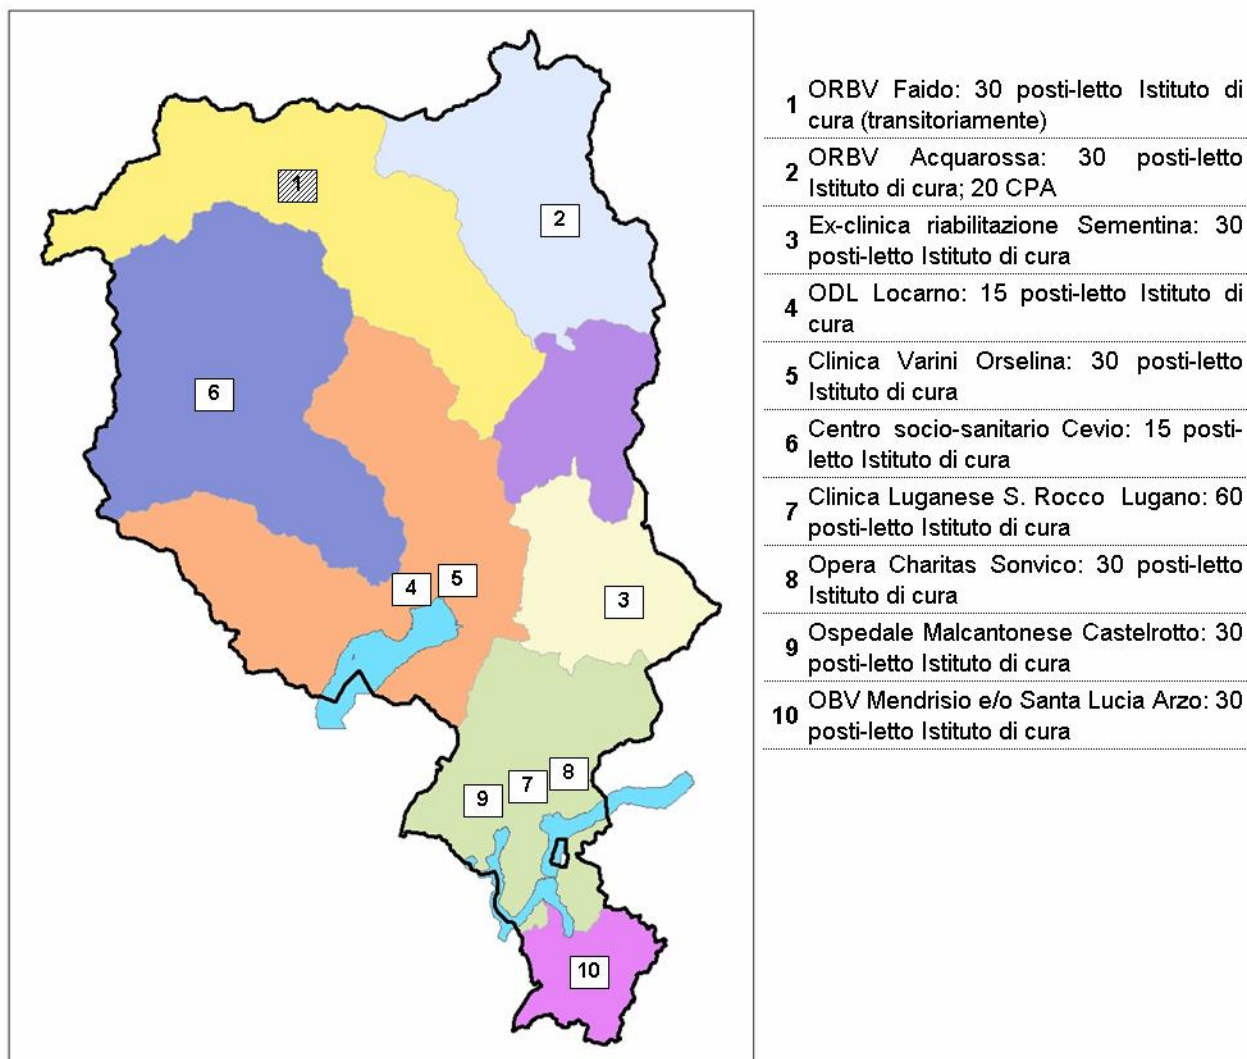 1
2
6
4
5
3
8
7
9
10
1 ORBV Faido: 30 posti-letto Istituto di
cura (transitoriamente)
2 ORBV Acquarossa: 30 posti-letto
Istituto di cura; 20 CPA
3 Ex-clinica riabilitazione Sementina: 30
posti-letto Istituto di cura
4 ODL Locarno: 15 posti-letto Istituto di
cura
5 Clinica Varini Orselina: 30 posti-letto
Istituto di cura
6 Centro socio-sanitario Cevio: 15 posti-
letto Istituto di cura
7 Clinica Luganese S. Rocco Lugano: 60
posti-letto Istituto di cura
8 Opera Charitas Sonvico: 30 posti-letto
Istituto di cura
9 Ospedale Malcantonese Castelrotto: 30
posti-letto Istituto di cura
10 OBV Mendrisio e/o Santa Lucia Arzo: 30
posti-letto Istituto di cura